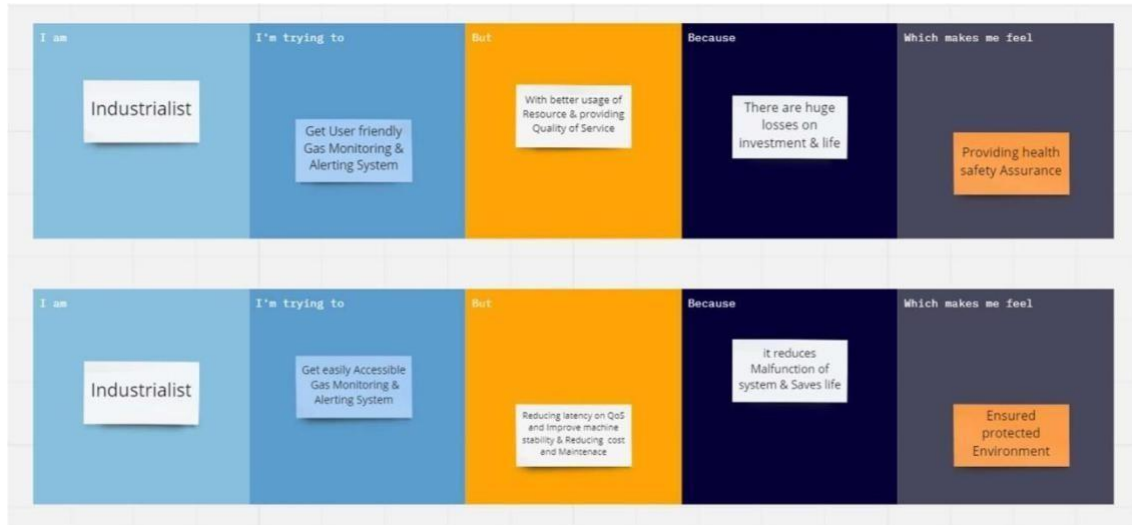 I am
I'm trying to
But
Because
Which makes me feel
Industrialist
Get User friendly
Gas Monitoring &
Alerting System
With better usage of
Resource & providing
Quality of Service
There are huge
losses on
investment & life
Providing health
safety Assurance
I am
I'm trying to
But
Because
Which makes me feel
Industrialist
Get easily Accessible
Gas Monitoring &
Alerting System
Reducing latency on QoS
and Improve machine
stability & Reducing cost
and Maintenace
it reduces
Malfunction of
system & Saves life
Ensured
protected
Environment